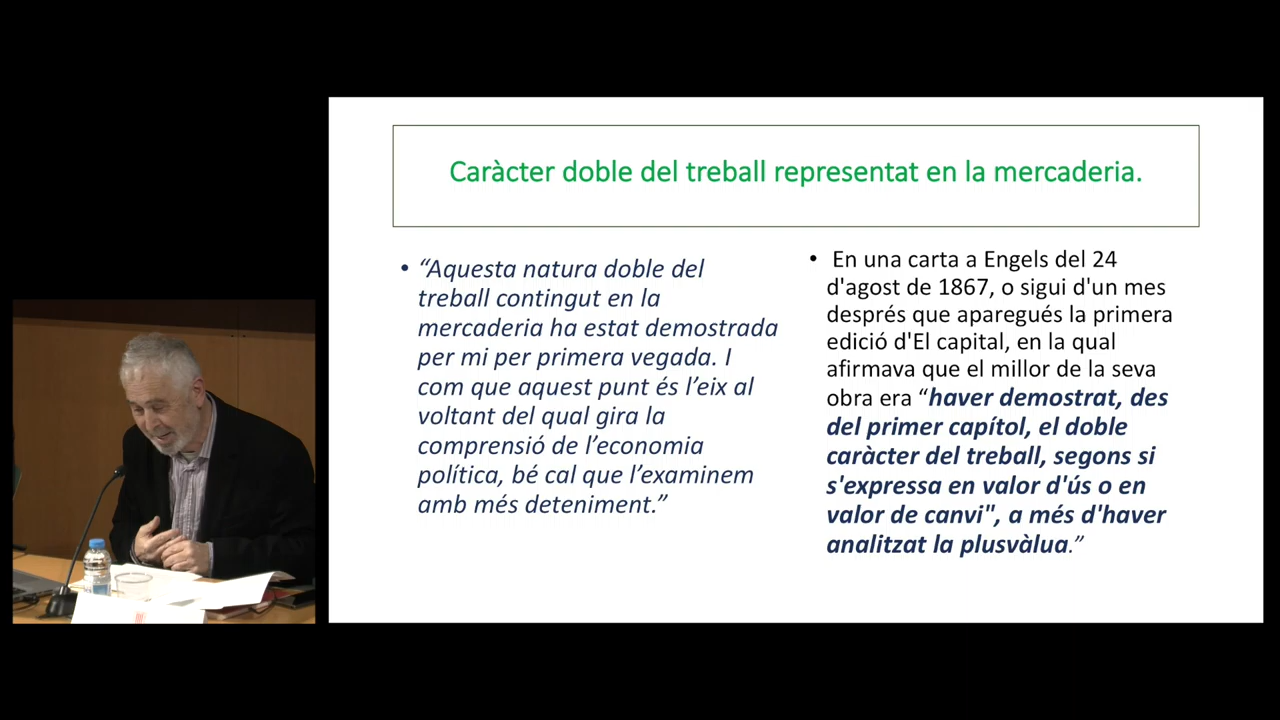 Caràcter doble del treball representat en la mercaderia.
• “Aquesta natura doble del
treball contingut en la
mercaderia ha estat demostrada
per mi per primera vegada. I
com que aquest punt és l’eix al
voltant del qual gira la
comprensió de l’economia
política, bé cal que l’examinem
amb més deteniment.”
• En una carta a Engels del 24
d'agost de 1867, o sigui d'un mes
després que aparegués la primera
edició d'El capital, en la qual
afirmava que el millor de la seva
obra era “haver demostrat, des
del primer capítol, el doble
caràcter del treball, segons si
s'expressa en valor d'ús o en
valor de canvi", a més d'haver
analitzat la plusvàlua.”